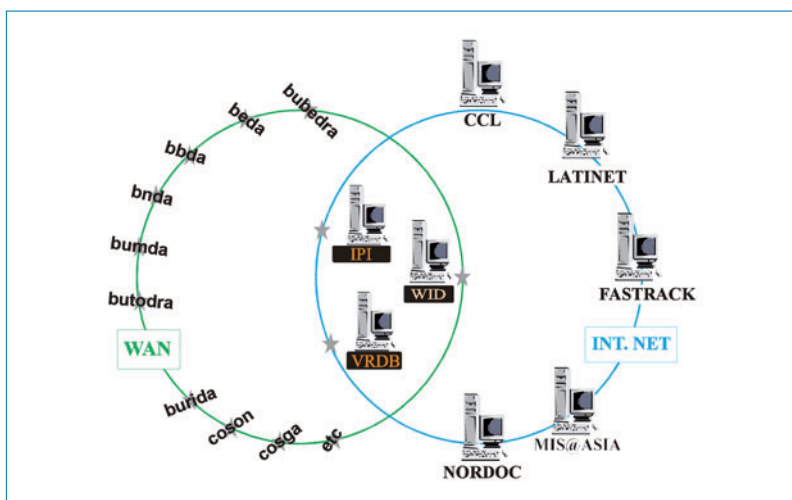 bubedra
beda
bbda
bnda
bumda
butodra
WAN
burida
coson
cosga
etc
IPI
WID
VRDB
CCL
LATINET
FASTRACK
INT. NET
MIS@ASIA
NORDOC